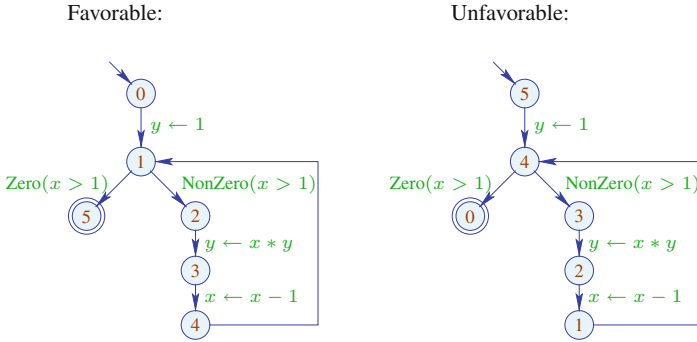 Favorable: Unfavorable:
0 5
y ← 1 y ← 1
1 4
Zero(x > 1) NonZero(x > 1) Zero(x > 1) NonZero(x > 1)
5 2 0 3
y ← x ∗ y y ← x ∗ y
3 2
x ← x − 1 x ← x − 1
4 1